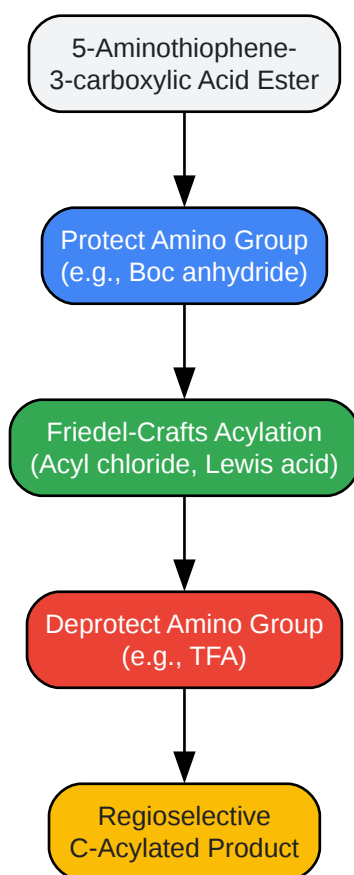 5-Aminothiophene-
3-carboxylic Acid Ester
Protect Amino Group
(e.g., Boc anhydride)
Friedel-Crafts Acylation
(Acyl chloride, Lewis acid)
Deprotect Amino Group
(e.g., TFA)
Regioselective
C-Acylated Product